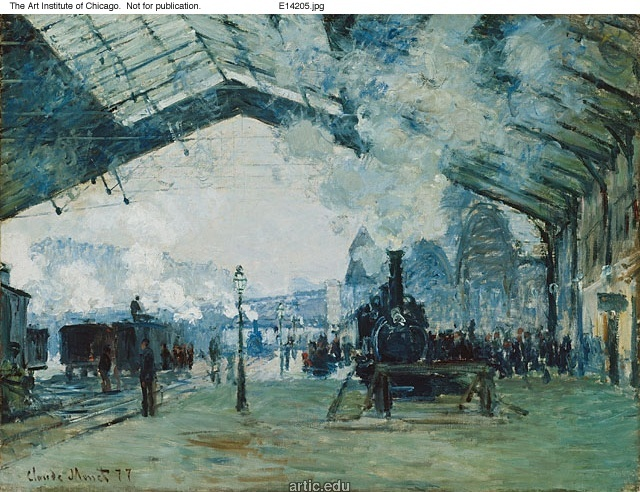 The Art Institute of Chicago. Not for publication. E14205.jpg
Claude Monet 77
artic.edu